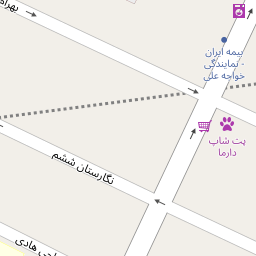 بیمه ایران
- نمایندگی
خواجه علی
پت شاپ
دارما
نگارستان ششم